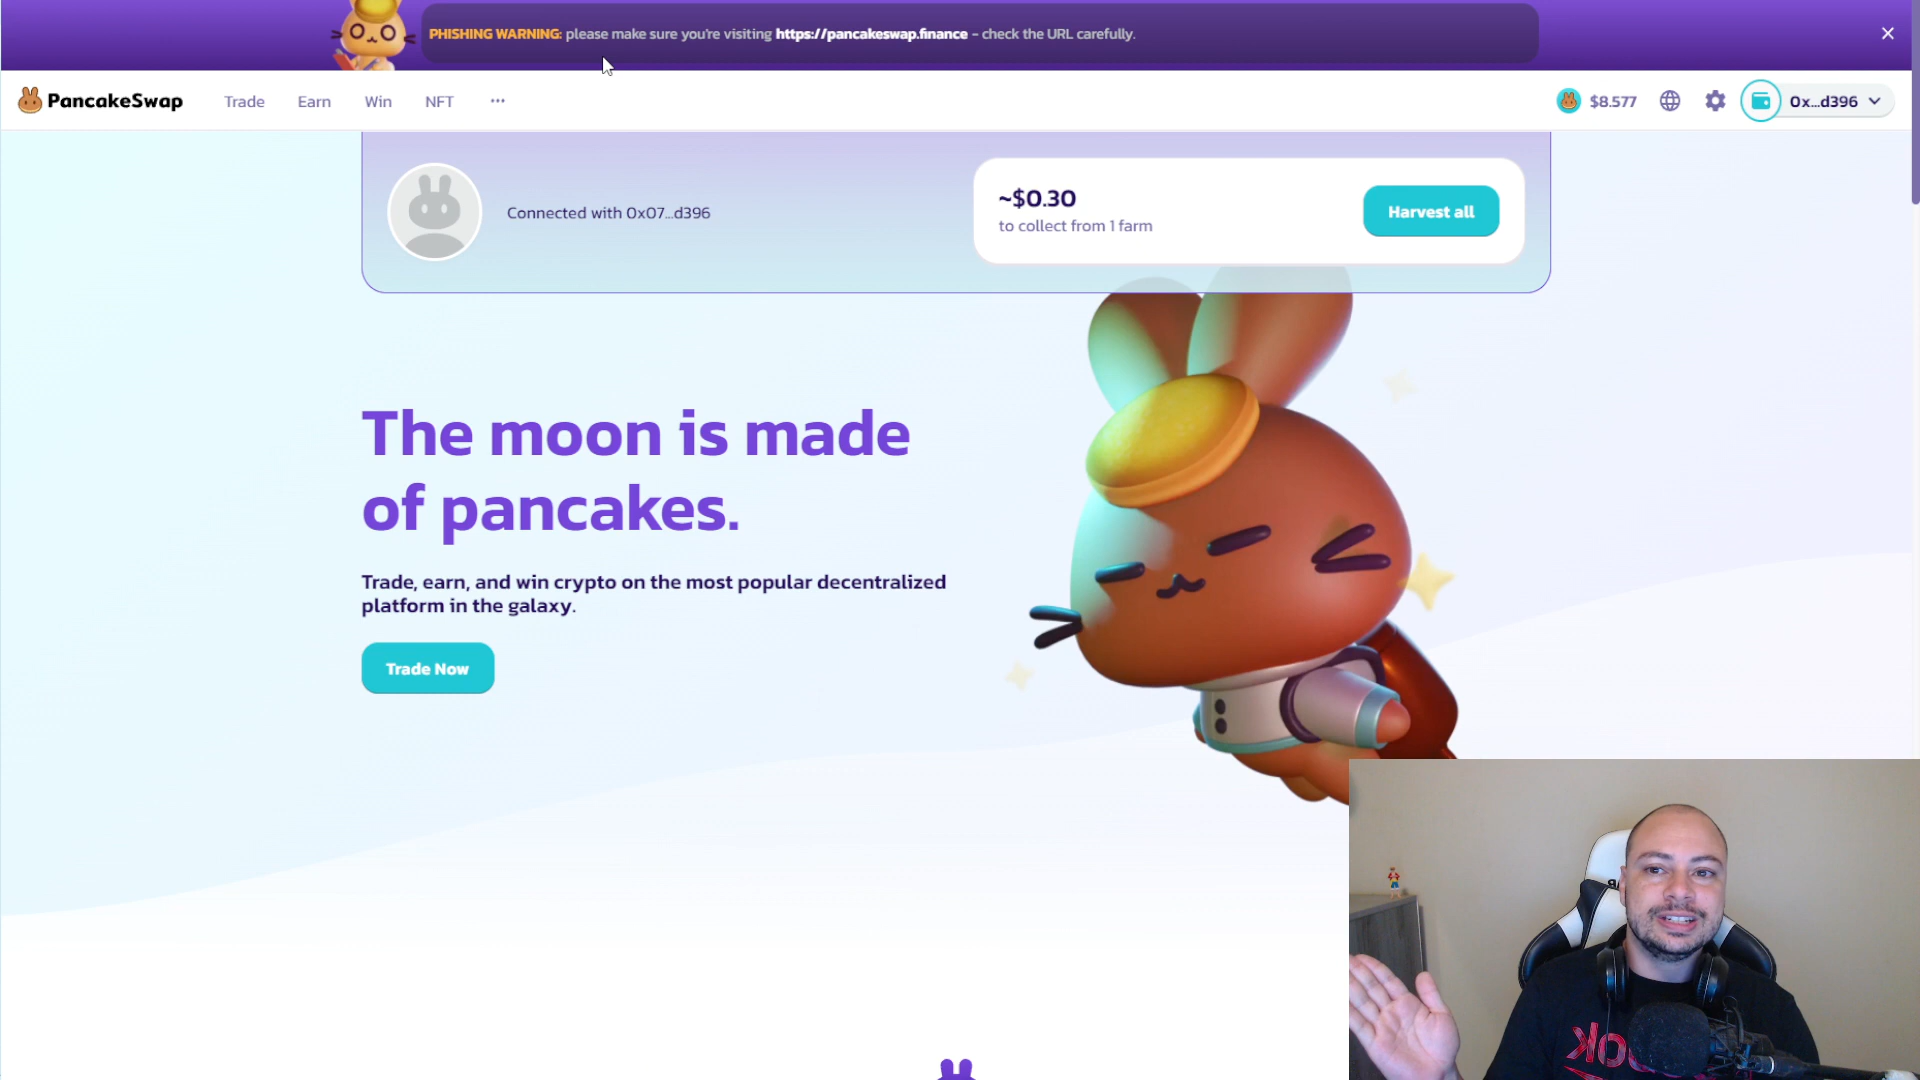 PHISHING WARNING: please make sure you're visiting https://pancakeswap.finance - check the URL carefully.
PancakeSwap
Trade
Earn
Win
NFT
$8.577
0x...d396
Connected with 0x07...d396
~$0.30
to collect from 1 farm
Harvest all
The moon is made
of pancakes.
Trade, earn, and win crypto on the most popular decentralized
platform in the galaxy.
Trade Now